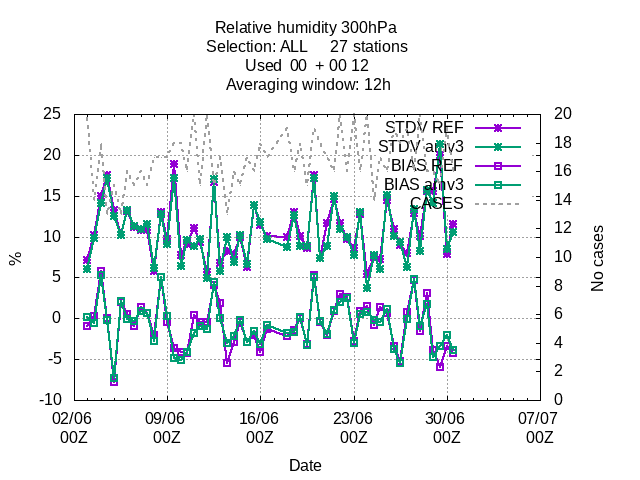 Relative humidity 300hPa
Selection: ALL 27 stations
Used 00 + 00 12
Averaging window: 12h
25 20
20 18
15 16
10 14
5 12
0 10
-5 8
-10 6
4
2
0
%
No cases
STDV REF
STDV arnv3
BIAS REF
BIAS arnv3
CASES
02/06 09/06 16/06 23/06 30/06 07/07
00Z 00Z 00Z 00Z 00Z 00Z
Date